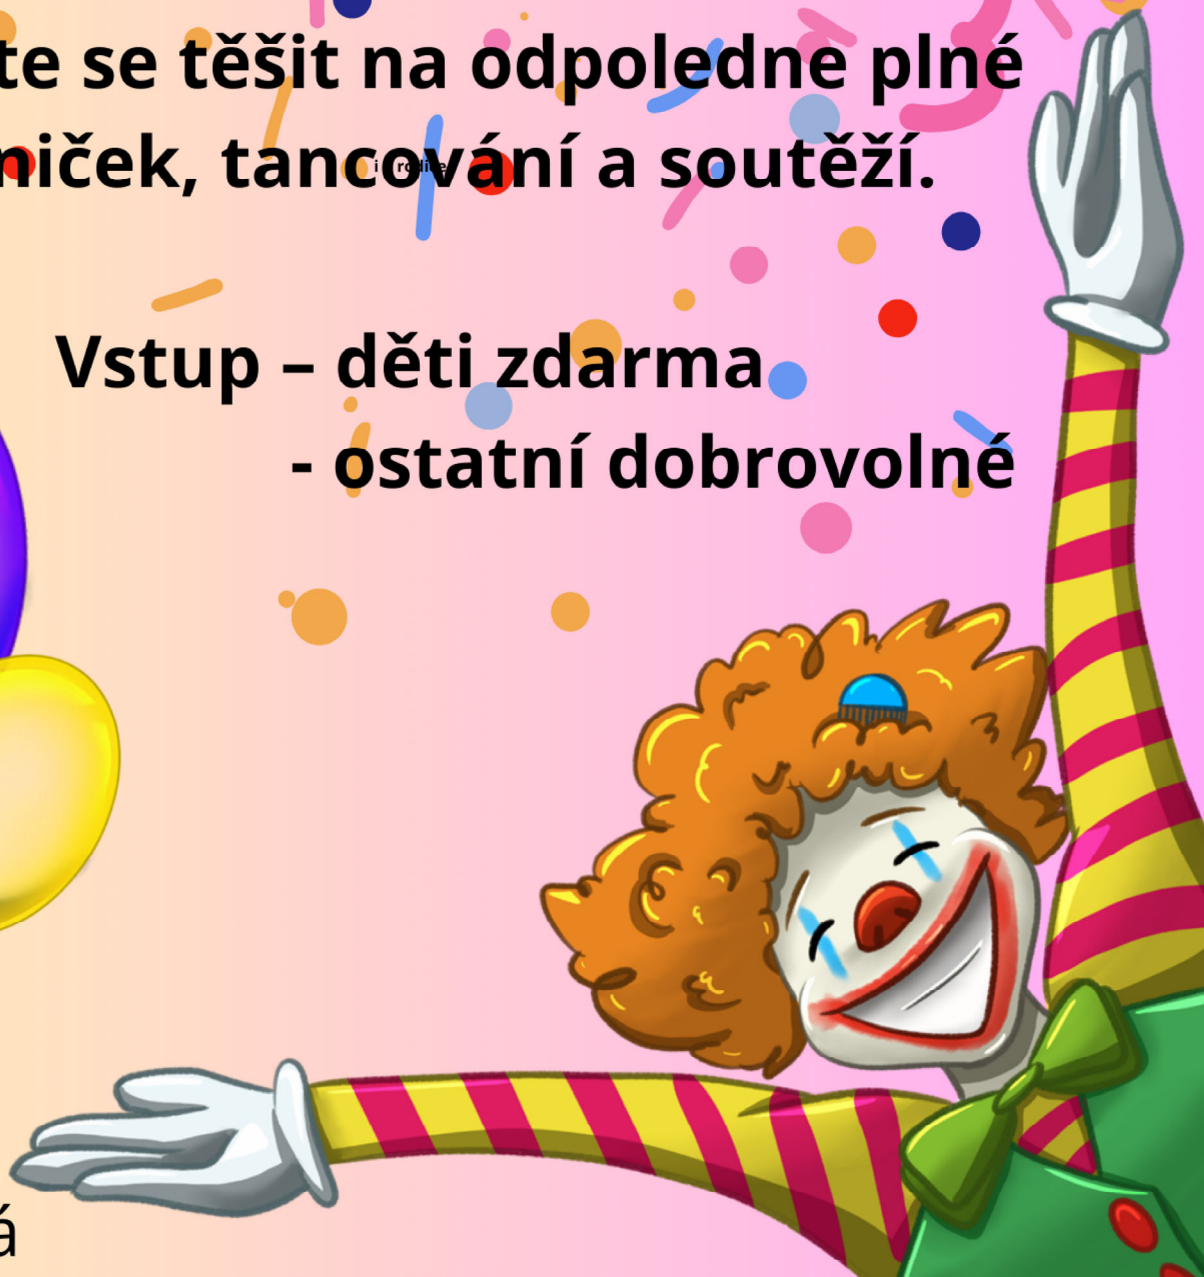 te se těšit na odpoledne plné
niček, tancování a soutěží.
Vstup – děti zdarma
- ostatní dobrovolné
á